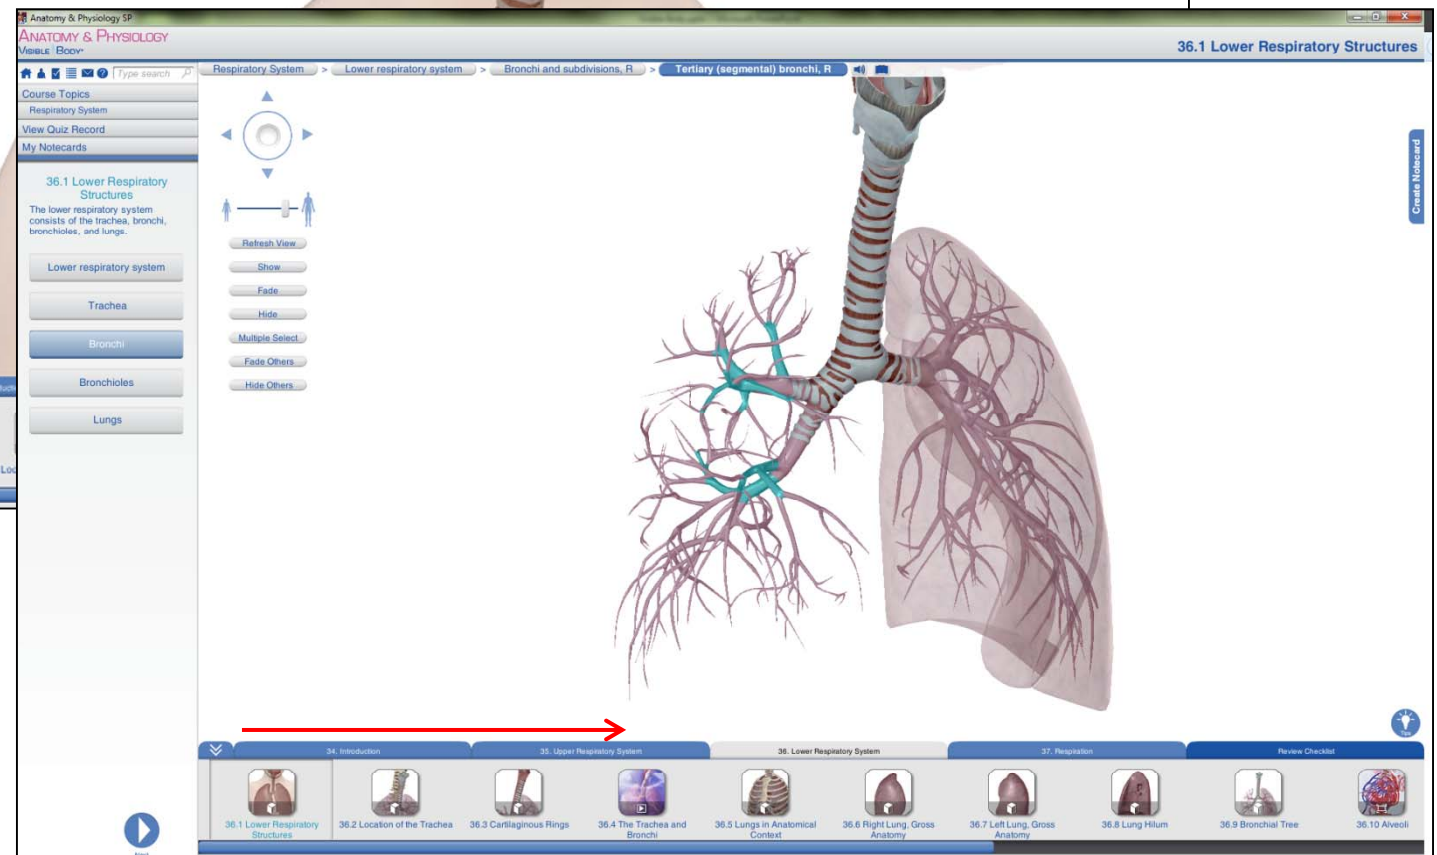 Anatomy & Physiology SP
ANATOMY & PHYSIOLOGY
VISIBLE BODY
36.1 Lower Respiratory Structures
Type search
Respiratory System > Lower respiratory system > Bronchi and subdivisions, R > Tertiary (segmental) bronchi, R
Course Topics
Respiratory System
View Quiz Record
My Notecards
36.1 Lower Respiratory
Structures
The lower respiratory system
consists of the trachea, bronchi,
bronchioles, and lungs.
Lower respiratory system
Trachea
Bronchi
Bronchioles
Lungs
Refresh View
Show
Fade
Hide
Multiple Select
Fade Others
Hide Others
Create Notecard
Tips
34. Introduction
35. Upper Respiratory System
36. Lower Respiratory System
37. Respiration
Review Checklist
36.1 Lower Respiratory
Structures
36.2 Location of the Trachea
36.3 Cartilaginous Rings
36.4 The Trachea and
Bronchi
36.5 Lungs in Anatomical
Context
36.6 Right Lung, Gross
Anatomy
36.7 Left Lung, Gross
Anatomy
36.8 Lung Hilum
36.9 Bronchial Tree
36.10 Alveoli